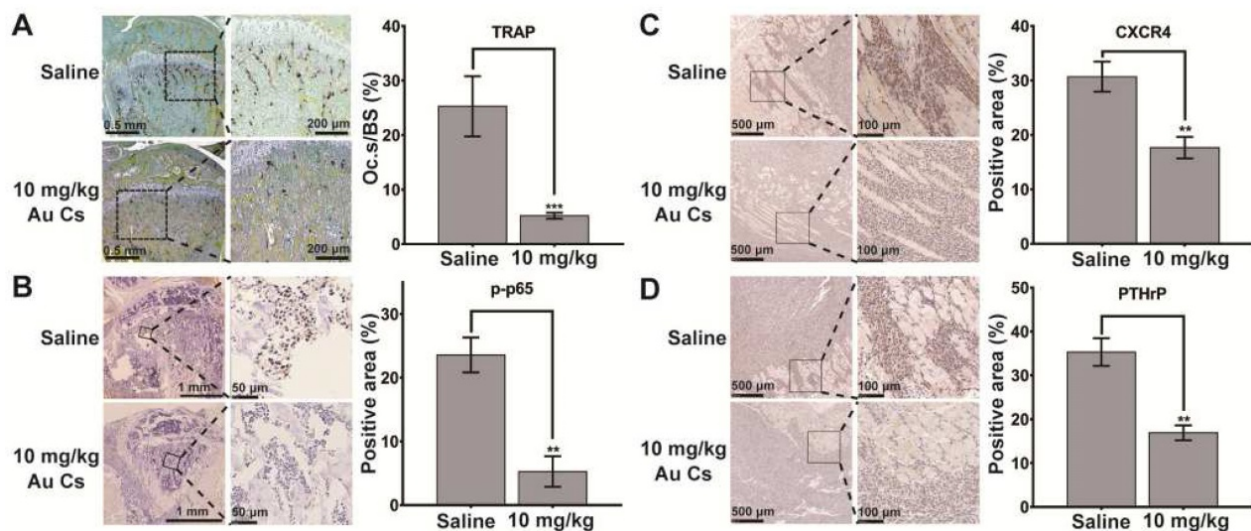 A
Saline
10 mg/kg
Au Cs
0.5 mm
200 µm
0.5 mm
200 µm
TRAP
Oc.s/BS (%)
40
30
20
10
0
***
Saline
10 mg/kg
B
Saline
10 mg/kg
Au Cs
1 mm
50 µm
1 mm
50 µm
p-p65
Positive area (%)
30
20
10
0
**
Saline
10 mg/kg
C
Saline
10 mg/kg
Au Cs
500 µm
100 µm
500 µm
100 µm
CXCR4
Positive area (%)
40
30
20
10
0
**
Saline
10 mg/kg
D
Saline
10 mg/kg
Au Cs
500 µm
100 µm
500 µm
100 µm
PTHrP
Positive area (%)
50
40
30
20
10
0
**
Saline
10 mg/kg